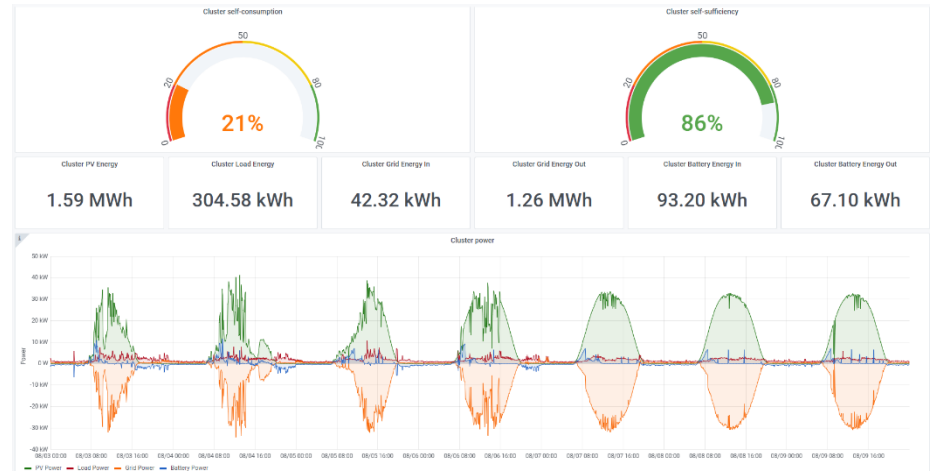 Cluster self-consumption
Cluster self-sufficiency
0 20 50 80 100
21%
0 20 50 80 100
86%
Cluster PV Energy
Cluster Load Energy
Cluster Grid Energy In
Cluster Grid Energy Out
Cluster Battery Energy In
Cluster Battery Energy Out
1.59 MWh
304.58 kWh
42.32 kWh
1.26 MWh
93.20 kWh
67.10 kWh
i
Cluster power
Power
50 kW
40 kW
30 kW
20 kW
10 kW
0 W
-10 kW
-20 kW
-30 kW
-40 kW
08/03 00:00 08/03 08:00 08/03 16:00 08/04 00:00 08/04 08:00 08/04 16:00 08/05 00:00 08/05 08:00 08/05 16:00 08/06 00:00 08/06 08:00 08/06 16:00 08/07 00:00 08/07 08:00 08/07 16:00 08/08 00:00 08/08 08:00 08/08 16:00 08/09 00:00 08/09 08:00 08/09 16:00
PV Power Load Power Grid Power Battery Power